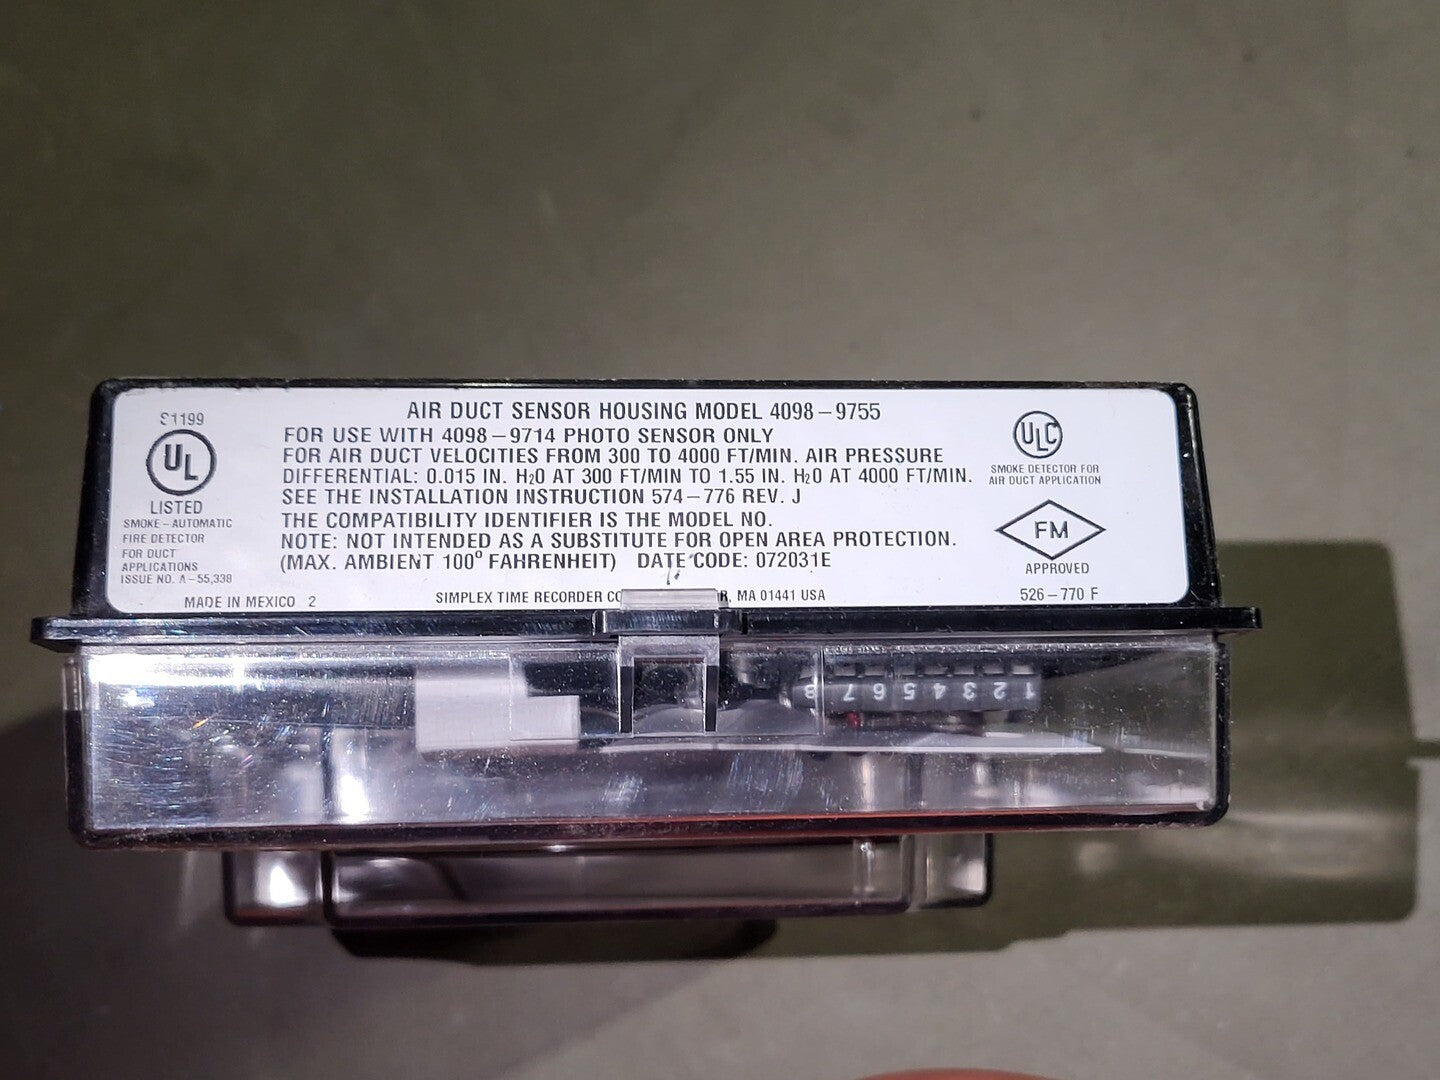 AIR DUCT SENSOR HOUSING MODEL 4098-9755
FOR USE WITH 4098-9714 PHOTO SENSOR ONLY
FOR AIR DUCT VELOCITIES FROM 300 TO 4000 FT/MIN. AIR PRESSURE
DIFFERENTIAL: 0.015 IN. H₂0 AT 300 FT/MIN TO 1.55 IN. H₂0 AT 4000 FT/MIN.
SEE THE INSTALLATION INSTRUCTION 574-776 REV. J
THE COMPATIBILITY IDENTIFIER IS THE MODEL NO.
NOTE: NOT INTENDED AS A SUBSTITUTE FOR OPEN AREA PROTECTION.
(MAX. AMBIENT 100⁰ FAHRENHEIT) DATE CODE: 072031E
S1199
UL
LISTED
SMOKE-AUTOMATIC
FIRE DETECTOR
FOR DUCT
APPLICATIONS
ISSUE NO. A-55,338
ULC
SMOKE DETECTOR FOR
AIR DUCT APPLICATION
FM
APPROVED
MADE IN MEXICO 2
SIMPLEX TIME RECORDER MA 01441 USA
526-770 F
1 2 3 4 5 6 7 8